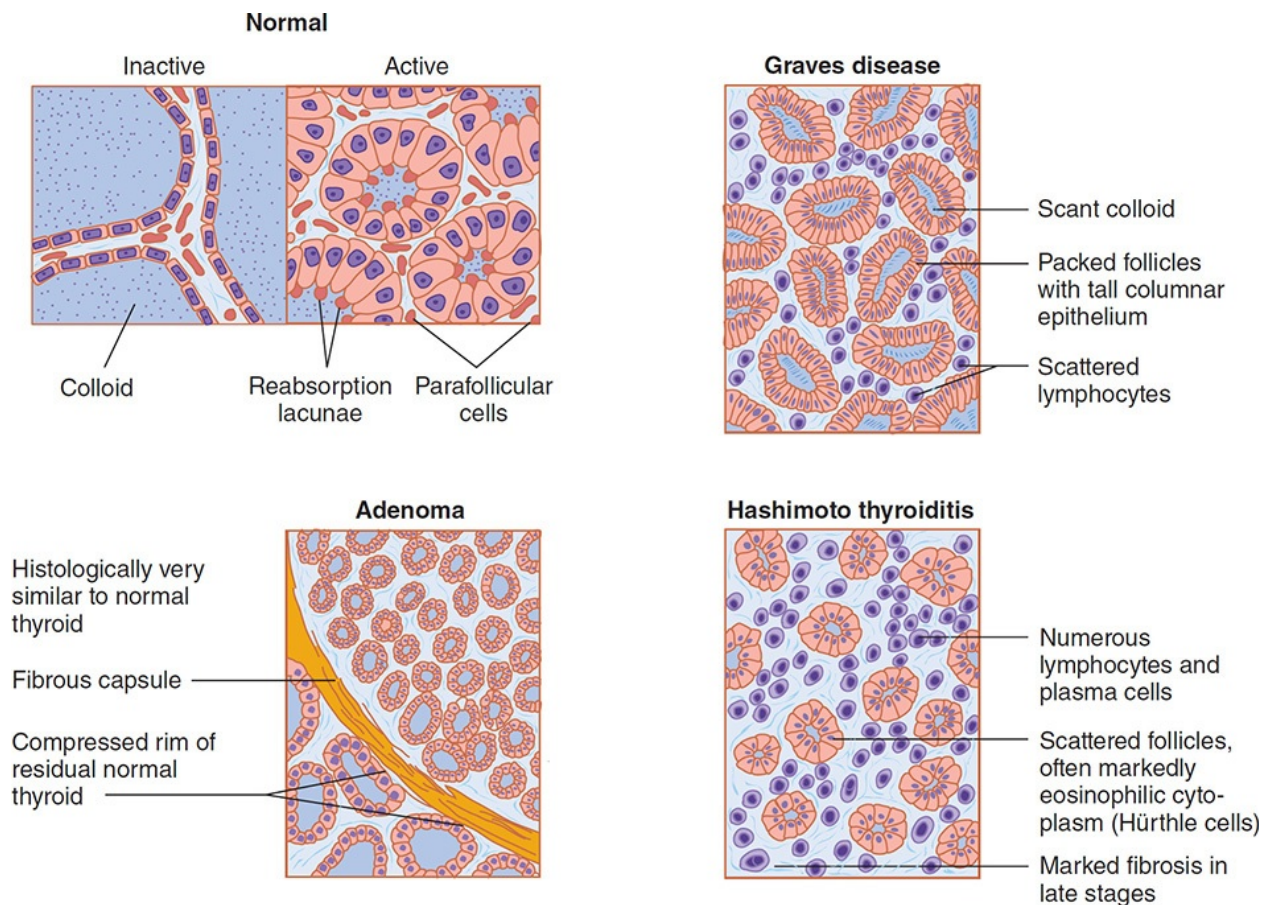 Normal
Inactive
Active
Colloid
Reabsorption
lacunae
Parafollicular
cells
Graves disease
Scant colloid
Packed follicles
with tall columnar
epithelium
Scattered
lymphocytes
Adenoma
Histologically very
similar to normal
thyroid
Fibrous capsule
Compressed rim of
residual normal
thyroid
Hashimoto thyroiditis
Numerous
lymphocytes and
plasma cells
Scattered follicles,
often markedly
eosinophilic cyto-
plasm (Hürthle cells)
Marked fibrosis in
late stages